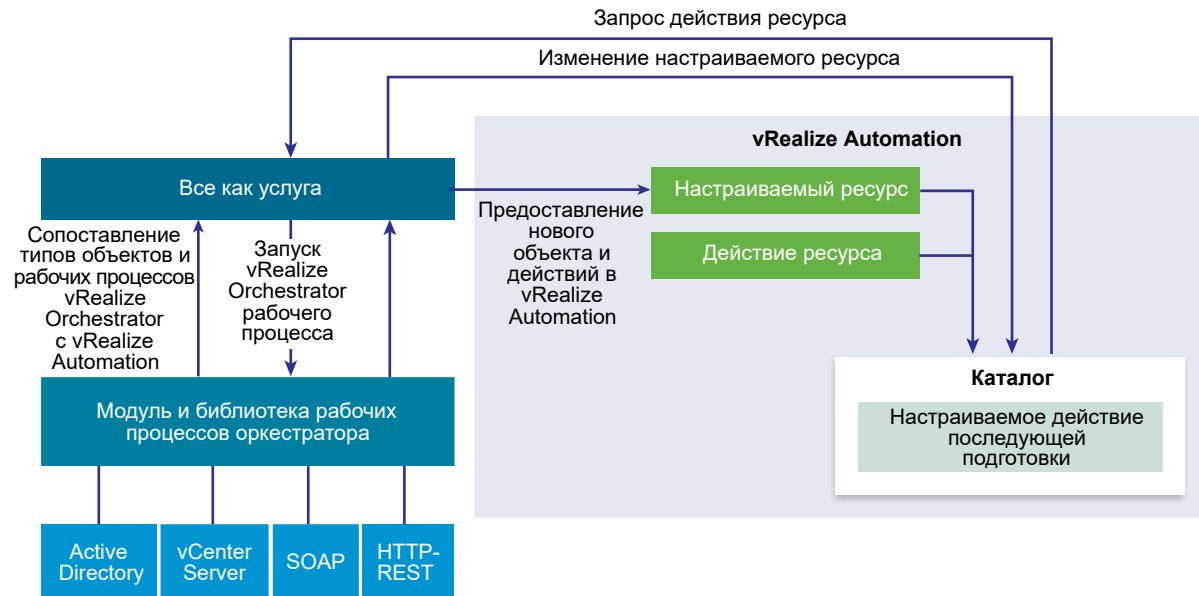 Запрос действия ресурса
Изменение настраиваемого ресурса
vRealize Automation
Все как услуга
Настраиваемый ресурс
Действие ресурса
Предоставление
нового
объекта и
действий в
vRealize
Automation
Сопоставление
типов объектов и
рабочих процессов
vRealize
Orchestrator
с vRealize
Automation
Запуск
vRealize
Orchestrator
рабочего
процесса
Каталог
Настраиваемое действие
последующей
подготовки
Модуль и библиотека рабочих
процессов оркестратора
Active
Directory
vCenter
Server
SOAP
HTTP-
REST